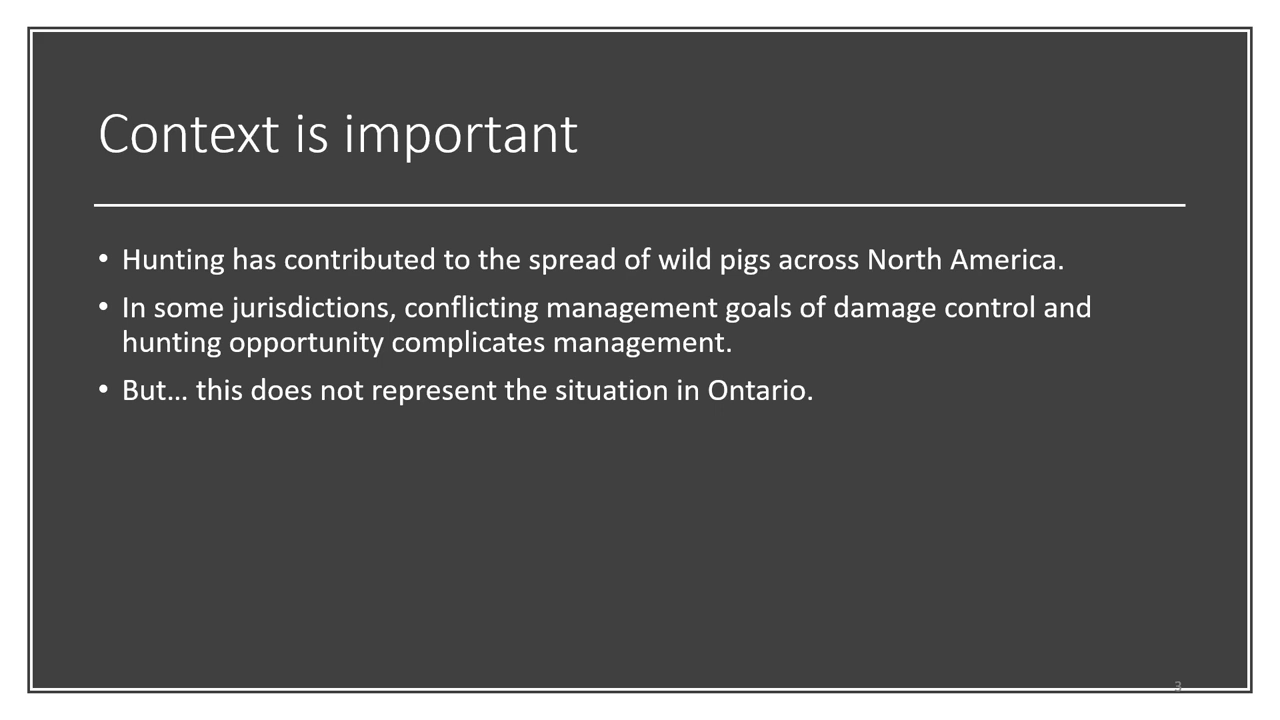 Context is important
• Hunting has contributed to the spread of wild pigs across North America.
• In some jurisdictions, conflicting management goals of damage control and
hunting opportunity complicates management.
• But... this does not represent the situation in Ontario.
3